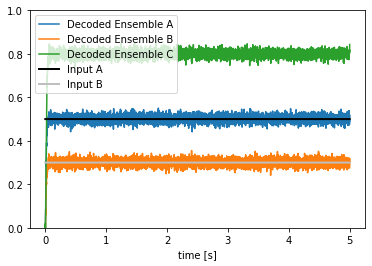 1.0
0.8
0.6
0.4
0.2
0.0
Decoded Ensemble A
Decoded Ensemble B
Decoded Ensemble C
Input A
Input B
0 1 2 3 4 5
time [s]